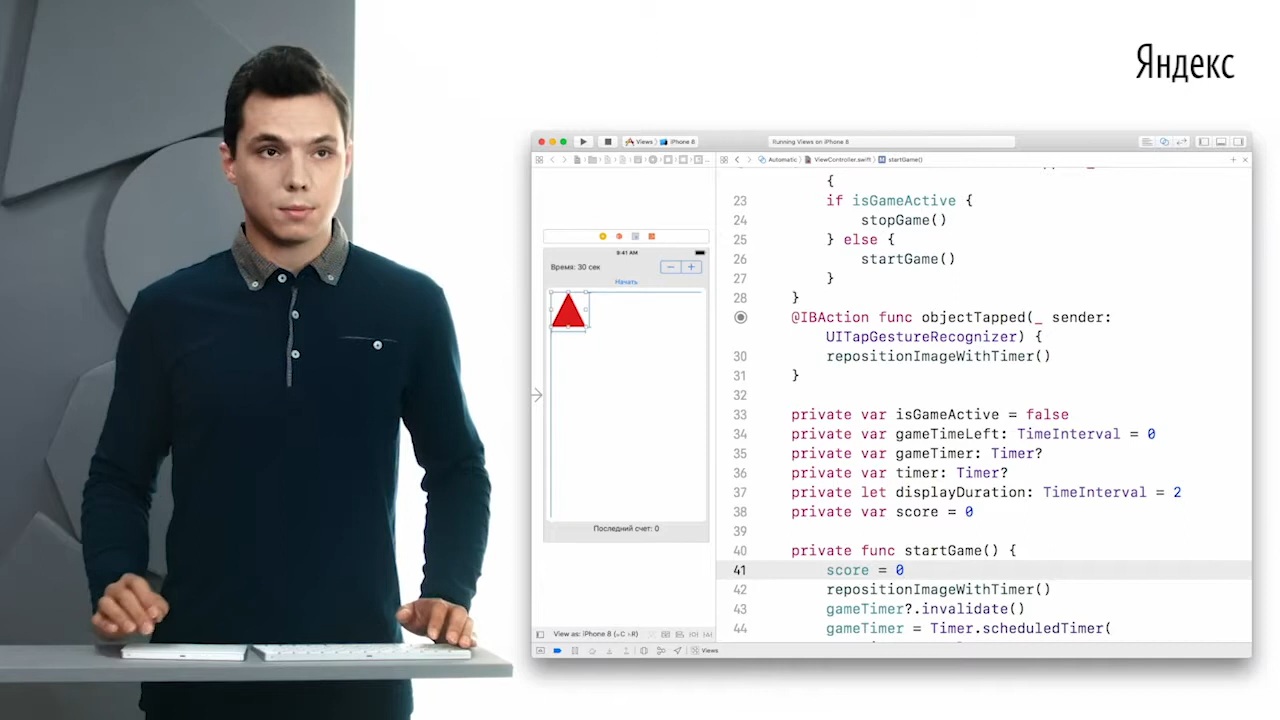 Яндекс
Views
iPhone 8
Running Views on iPhone 8
Automatic
ViewController.swift
startGame()
9:41 AM
Время: 30 сек
Начать
Последний счет: 0
View as: iPhone 8
Views
{
23 if isGameActive {
24 stopGame()
25 } else {
26 startGame()
27 }
28 }
@IBAction func objectTapped(_ sender:
UITapGestureRecognizer) {
30 repositionImageWithTimer()
31 }
32
33 private var isGameActive = false
34 private var gameTimeLeft: TimeInterval = 0
35 private var gameTimer: Timer?
36 private var timer: Timer?
37 private let displayDuration: TimeInterval = 2
38 private var score = 0
39
40 private func startGame() {
41 score = 0
42 repositionImageWithTimer()
43 gameTimer?.invalidate()
44 gameTimer = Timer.scheduledTimer(